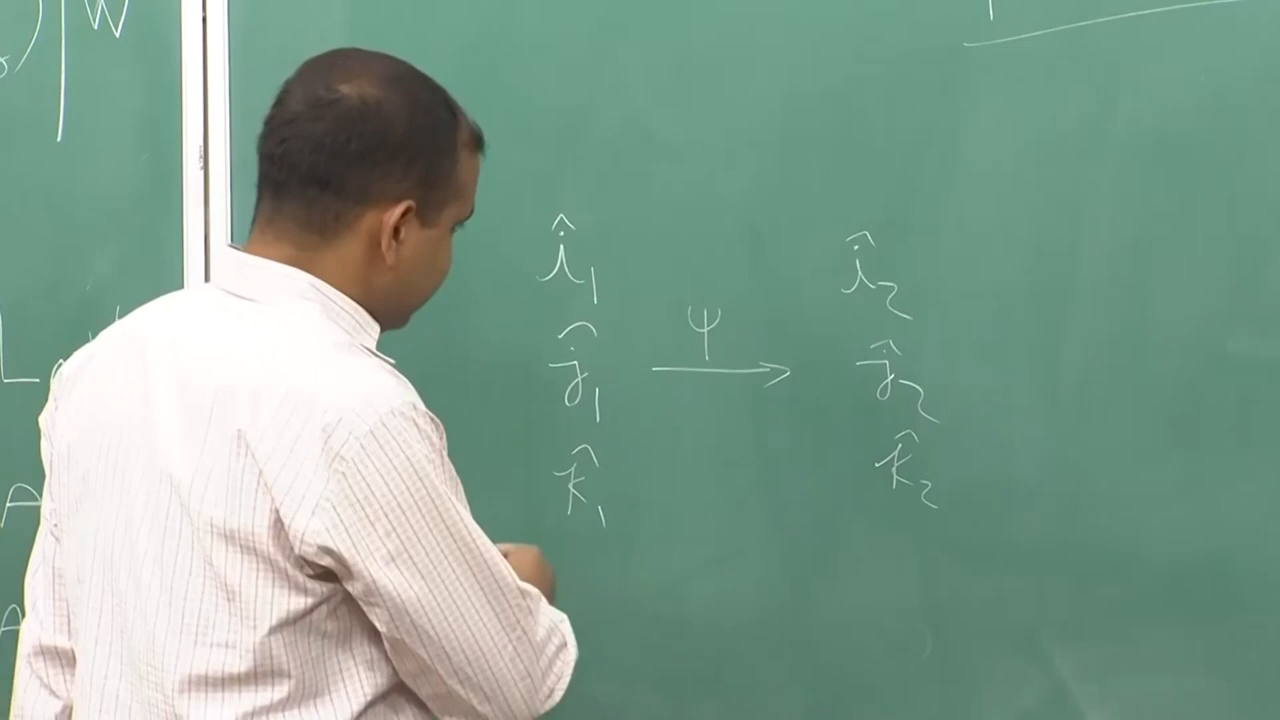 ) | W
L
A
A
î₁
ĵ₁ —ψ→ ĵ₂
k̂₁
î₂
k̂₂